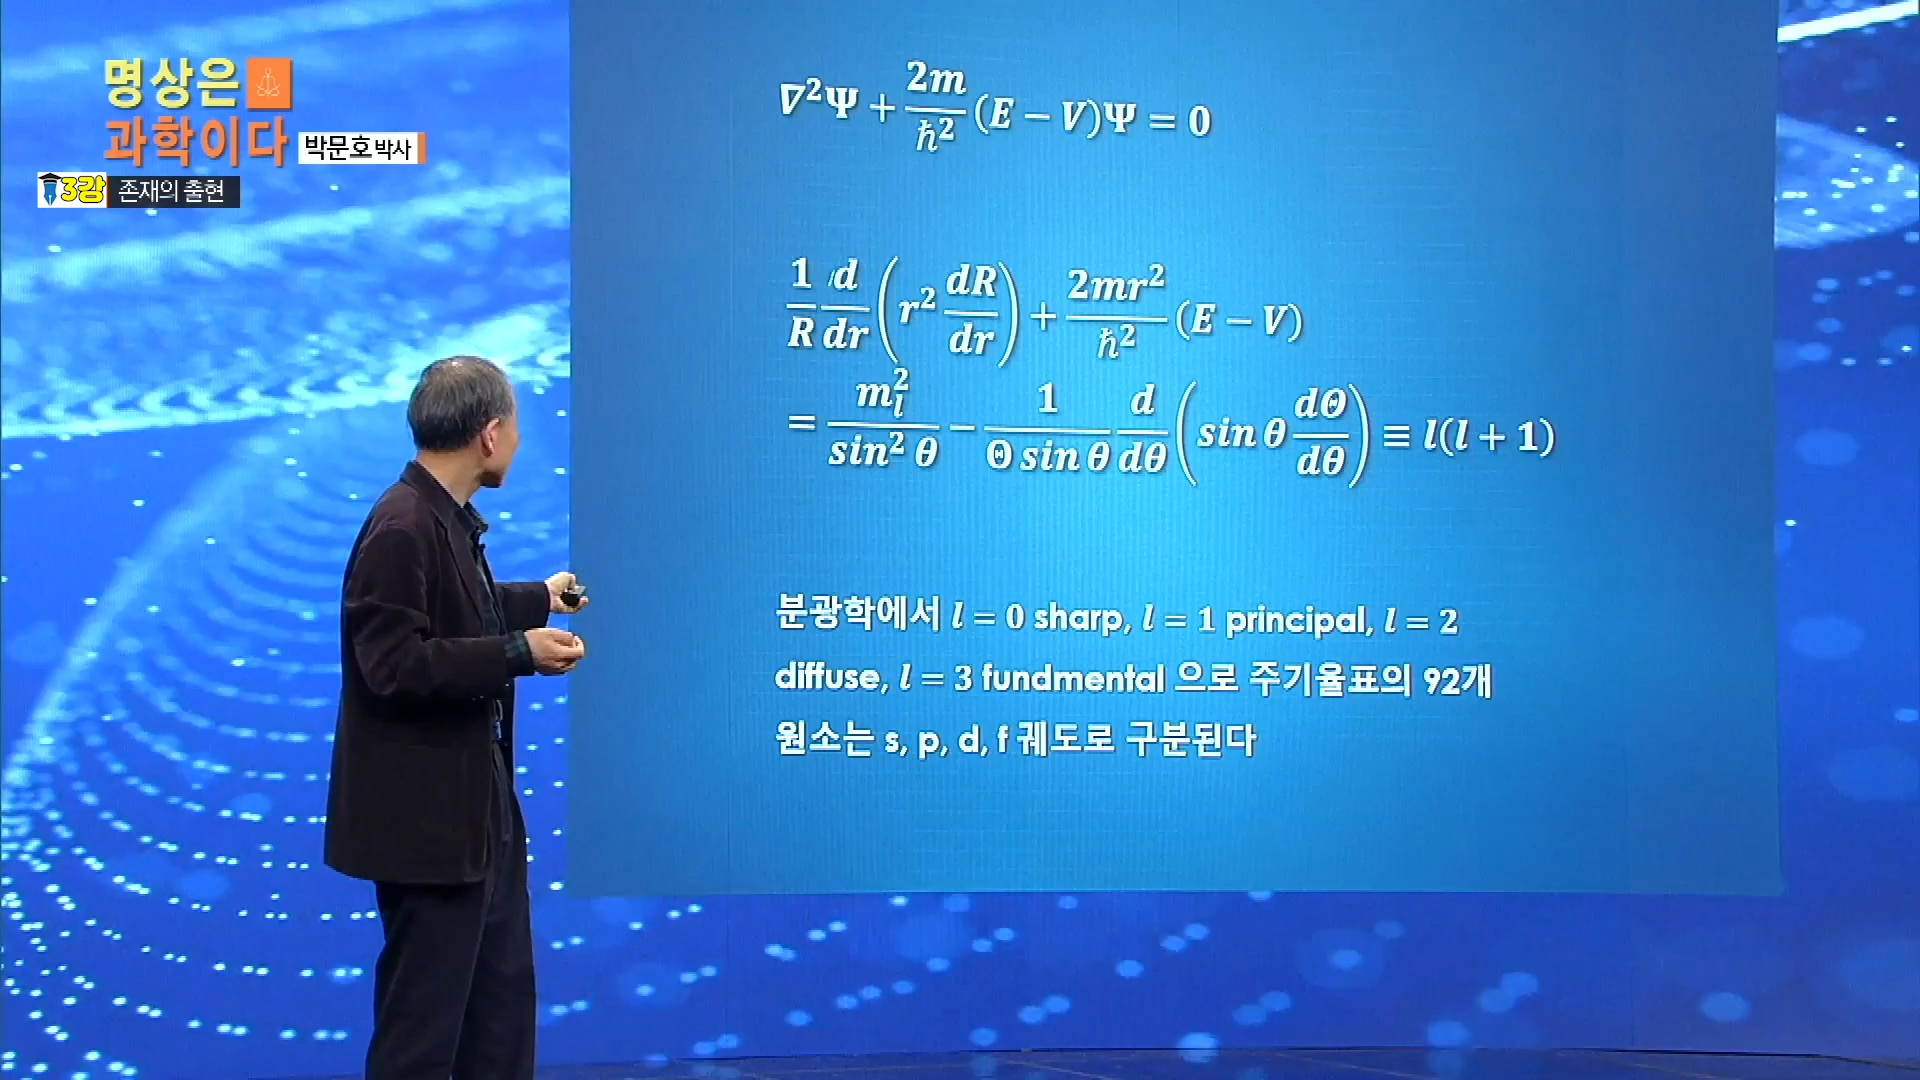 명상은
과학이다 박문호 박사
3강 존재의 출현
∇²Ψ + 2m/ħ² (E − V)Ψ = 0
1/R d/dr (r² dR/dr) + 2mr²/ħ² (E − V)
= m_l²/sin² θ − 1/(Θ sin θ) d/dθ (sin θ dΘ/dθ) ≡ l(l + 1)
분광학에서 l = 0 sharp, l = 1 principal, l = 2
diffuse, l = 3 fundmental 으로 주기율표의 92개
원소는 s, p, d, f 궤도로 구분된다